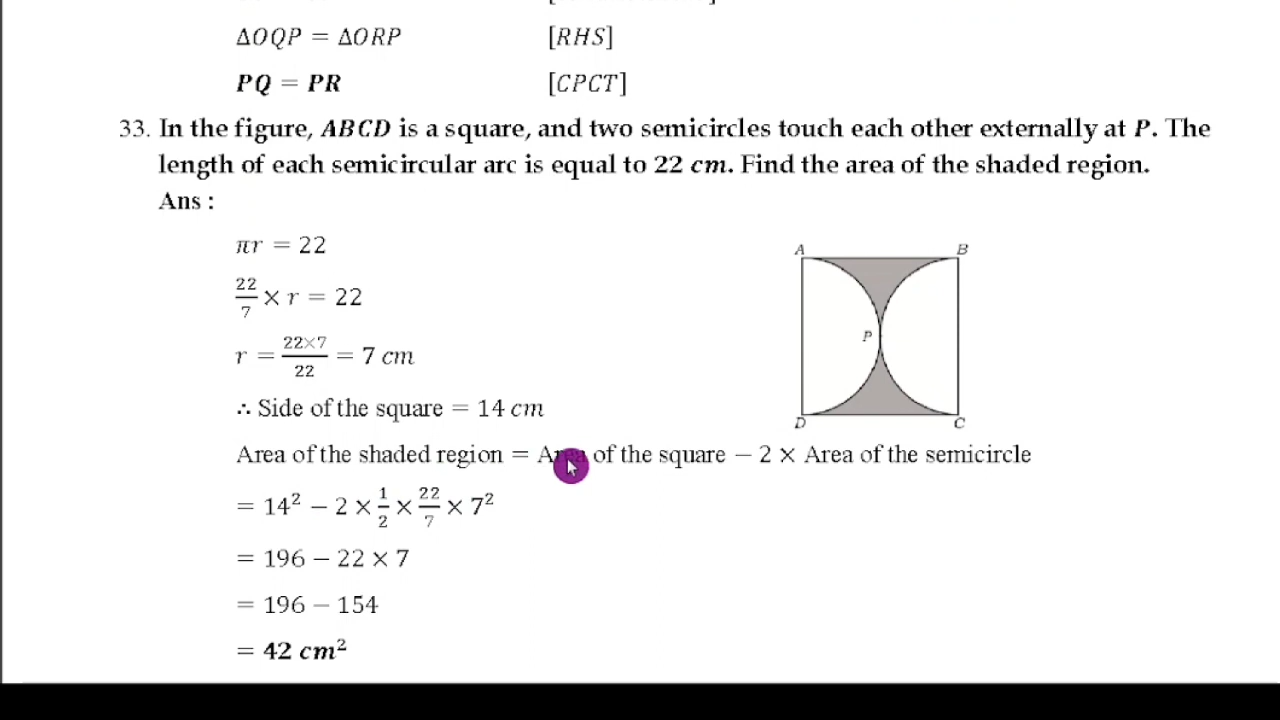 ΔOQP = ΔORP [RHS]
PQ = PR [CPCT]
33. In the figure, ABCD is a square, and two semicircles touch each other externally at P. The
length of each semicircular arc is equal to 22 cm. Find the area of the shaded region.
Ans :
πr = 22
22/7 × r = 22
r = 22×7/22 = 7 cm
∴ Side of the square = 14 cm
A B
P
D C
Area of the shaded region = Area of the square − 2 × Area of the semicircle
= 14² − 2 × 1/2 × 22/7 × 7²
= 196 − 22 × 7
= 196 − 154
= 42 cm²